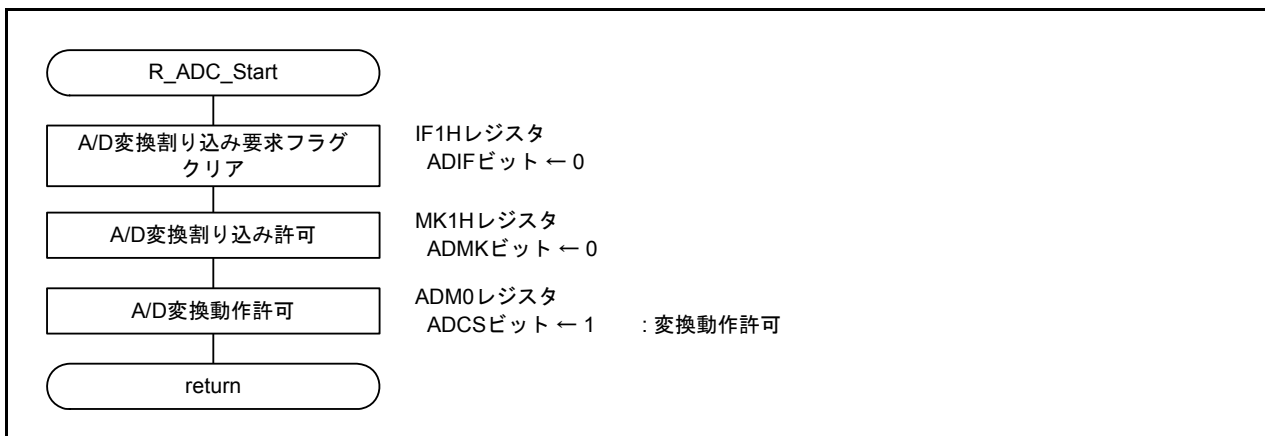 R_ADC_Start
A/D変換割り込み要求フラグ
クリア
IF1Hレジスタ
ADIFビット ← 0
A/D変換割り込み許可
MK1Hレジスタ
ADMKビット ← 0
A/D変換動作許可
ADM0レジスタ
ADCSビット ← 1 : 変換動作許可
return